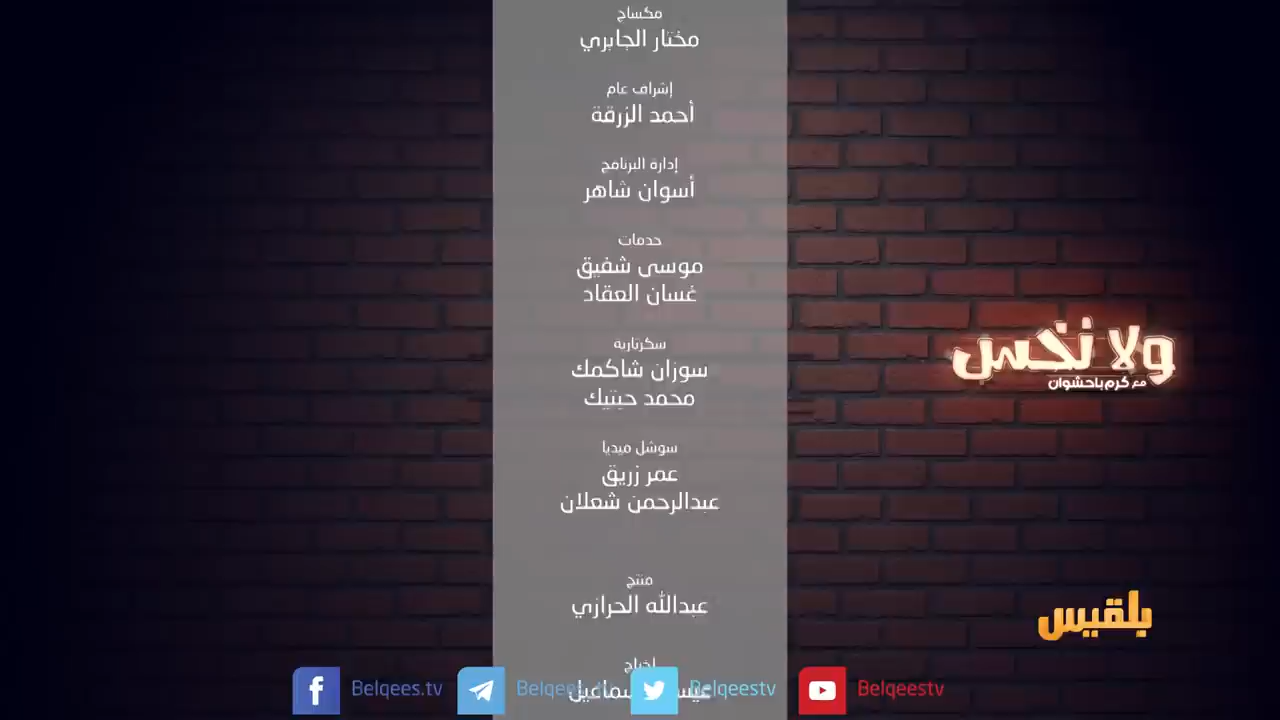 مكساج
مختار الجابري
إشراف عام
أحمد الزرقة
إدارة البرنامج
أسوان شاهر
خدمات
موسى شفيق
غسان العقاد
سكرتارية
سوزان شاكمك
محمد حيتيك
سوشل ميديا
عمر زريق
عبدالرحمن شعلان
منتج
عبدالله الحرازي
إخراج
ولا نخس
مع كرم باحشوان
بلقيس
Belqees.tv
Belqees
Belqeestv
Belqeestv